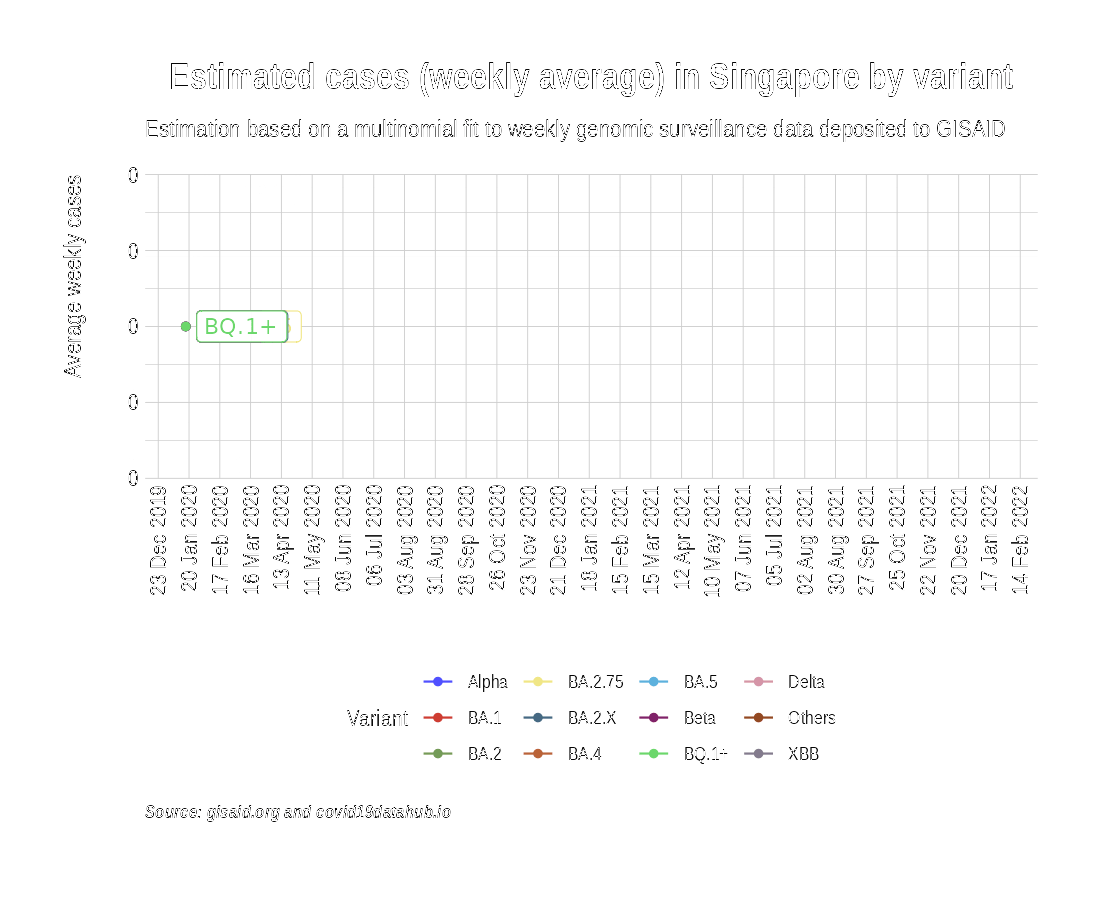 Estimated cases (weekly average) in Singapore by variant
Estimation based on a multinomial fit to weekly genomic surveillance data deposited to GISAID
Average weekly cases
0
0
0
0
0
BQ.1+
23 Dec 2019
20 Jan 2020
17 Feb 2020
16 Mar 2020
13 Apr 2020
11 May 2020
08 Jun 2020
06 Jul 2020
03 Aug 2020
31 Aug 2020
28 Sep 2020
26 Oct 2020
23 Nov 2020
21 Dec 2020
18 Jan 2021
15 Feb 2021
15 Mar 2021
12 Apr 2021
10 May 2021
07 Jun 2021
05 Jul 2021
02 Aug 2021
30 Aug 2021
27 Sep 2021
25 Oct 2021
22 Nov 2021
20 Dec 2021
17 Jan 2022
14 Feb 2022
Variant
Alpha
BA.1
BA.2
BA.2.75
BA.2.X
BA.4
BA.5
Beta
BQ.1+
Delta
Others
XBB
Source: gisaid.org and covid19datahub.io